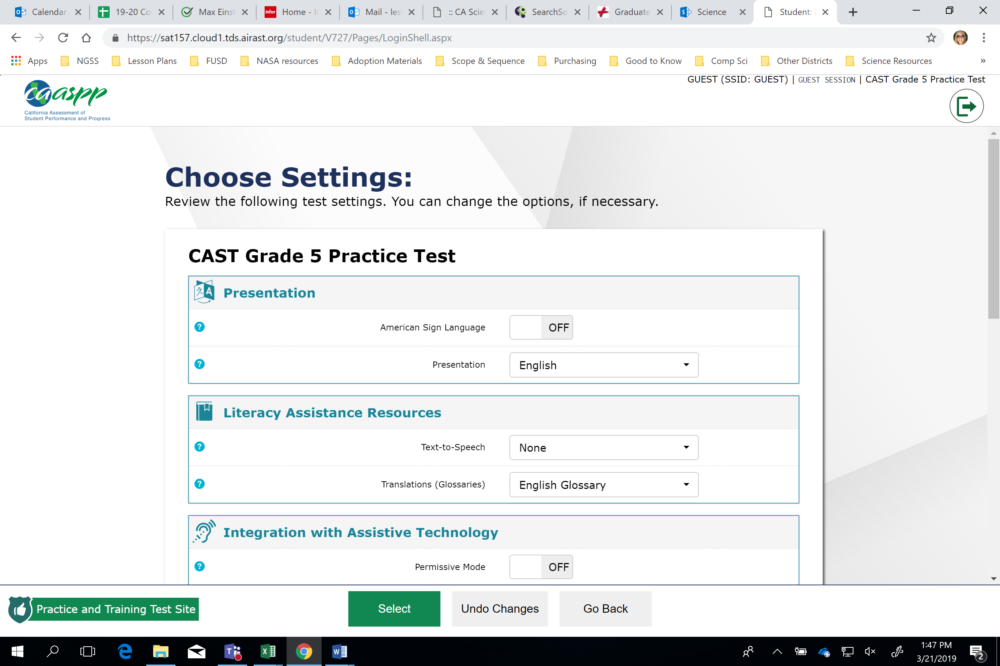 Calendar
19-20 Co
Max Einst
infor
Home - I
Mail - les
:: CA Scie
SearchSo
Graduate
Science
Student:
https://sat157.cloud1.tds.airast.org/student/V727/Pages/LoginShell.aspx
Apps NGSS Lesson Plans FUSD NASA resources Adoption Materials Scope & Sequence Purchasing Good to Know Comp Sci Other Districts Science Resources »
GUEST (SSID: GUEST) | GUEST SESSION | CAST Grade 5 Practice Test
caaspp
California Assessment of
Student Performance and Progress
Choose Settings:
Review the following test settings. You can change the options, if necessary.
CAST Grade 5 Practice Test
Presentation
? American Sign Language OFF
? Presentation English
Literacy Assistance Resources
? Text-to-Speech None
? Translations (Glossaries) English Glossary
Integration with Assistive Technology
? Permissive Mode OFF
Practice and Training Test Site
Select Undo Changes Go Back
1:47 PM
3/21/2019
2